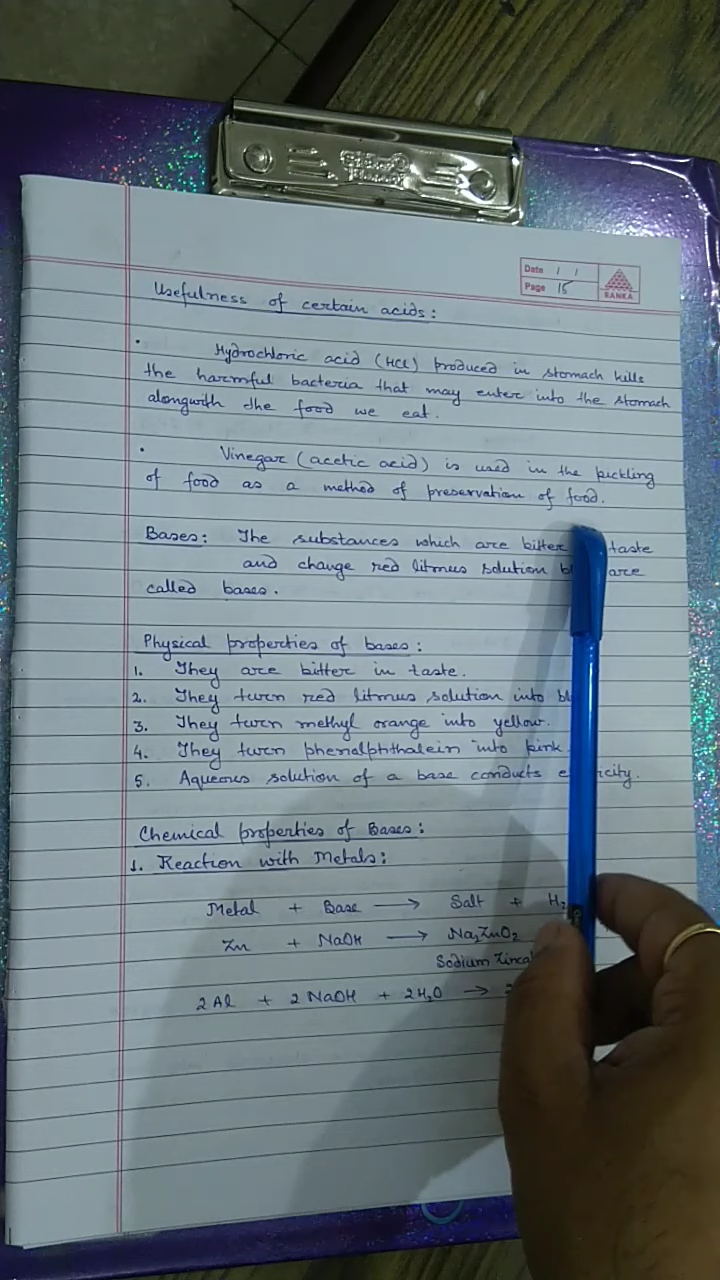 Date / /
Page 15
RANKA
Usefulness of certain acids:
• Hydrochloric acid (HCl) produced in stomach kills
the harmful bacteria that may enter into the stomach
alongwith the food we eat.
• Vinegar (acetic acid) is used in the pickling
of food as a method of preservation of food.
Bases: The substances which are bitter taste
and change red litmus solution bl are
called bases.
Physical properties of bases:
1. They are bitter in taste.
2. They turn red litmus solution into bl
3. They turn methyl orange into yellow.
4. They turn phenolphthalein into pink.
5. Aqueous solution of a base conducts e icity.
Chemical properties of Bases:
1. Reaction with Metals:
Metal + Base → Salt + H₂
Zn + NaOH → Na₂ZnO₂
Sodium Zinca
2Al + 2NaOH + 2H₂O → 2